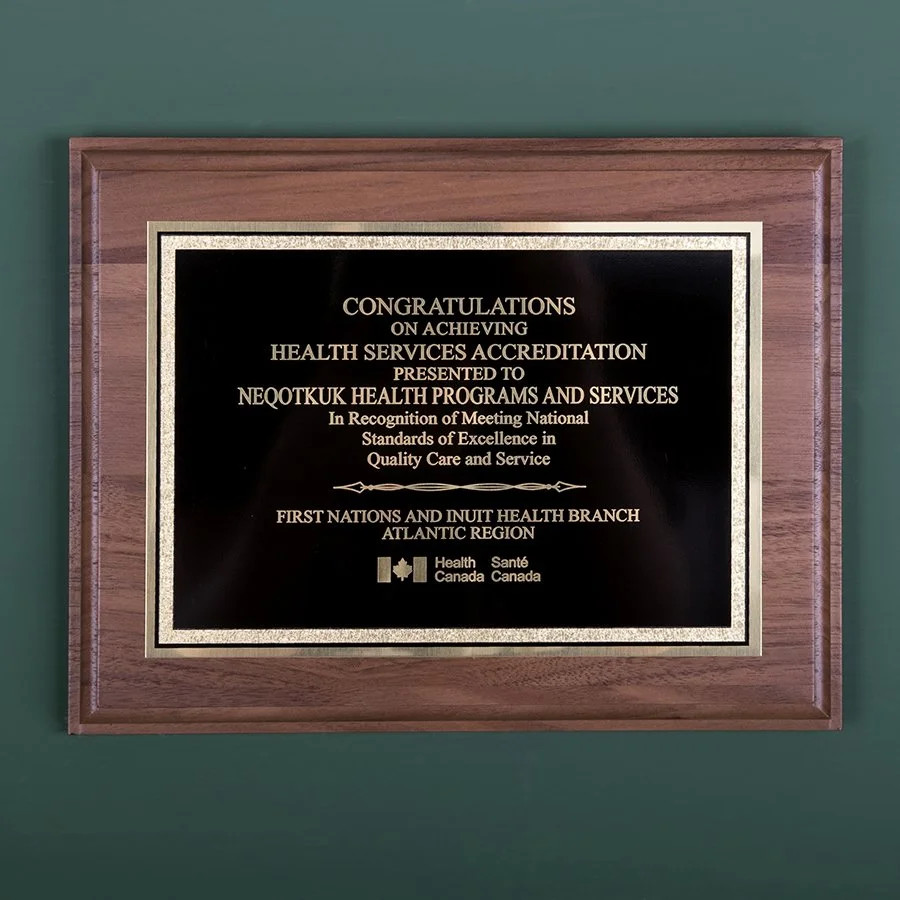 CONGRATULATIONS
ON ACHIEVING
HEALTH SERVICES ACCREDITATION
PRESENTED TO
NEQOTKUK HEALTH PROGRAMS AND SERVICES
In Recognition of Meeting National
Standards of Excellence in
Quality Care and Service
FIRST NATIONS AND INUIT HEALTH BRANCH
ATLANTIC REGION
Health Santé
Canada Canada